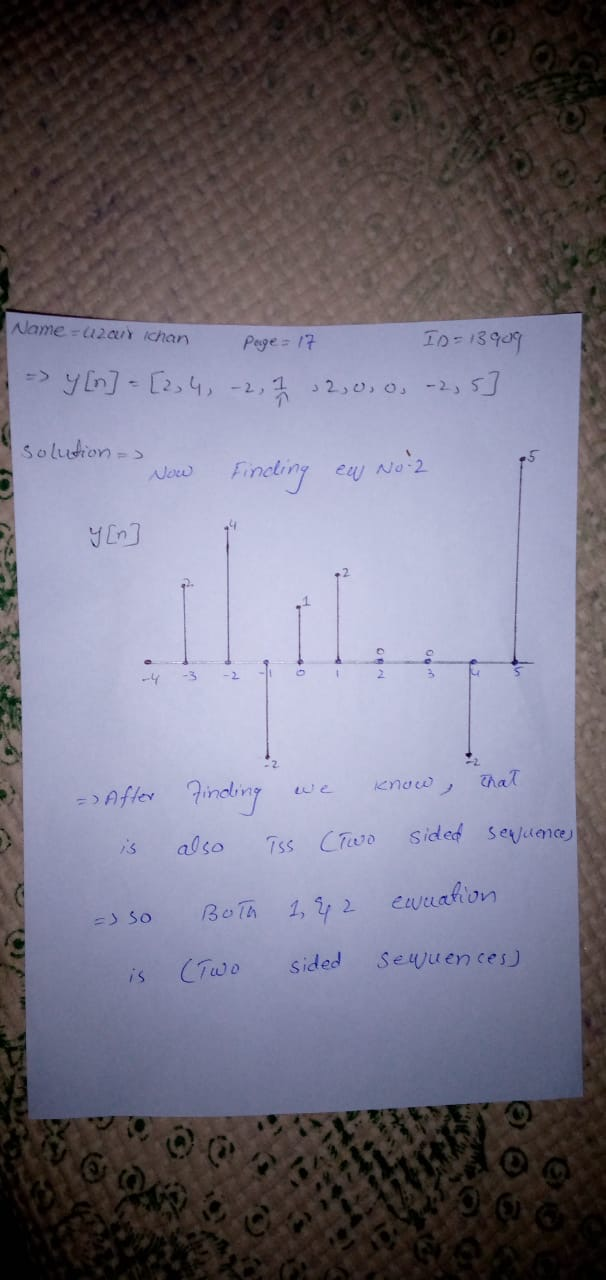 Name = Uzair Khan Page = 17 ID = 13909
=> y[n] = [2, 4, -2, 1, 2, 0, 0, -2, 5]
↑
Solution =>
Now Finding eq No:2
y[n]
5
4
2
2
1
0 0
-4 -3 -2 -1 0 1 2 3 4 5
-2 -2
=> After Finding we know, that
is also TSS (Two sided sequences
=> So Both 1, & 2 equation
is (Two sided sequences)